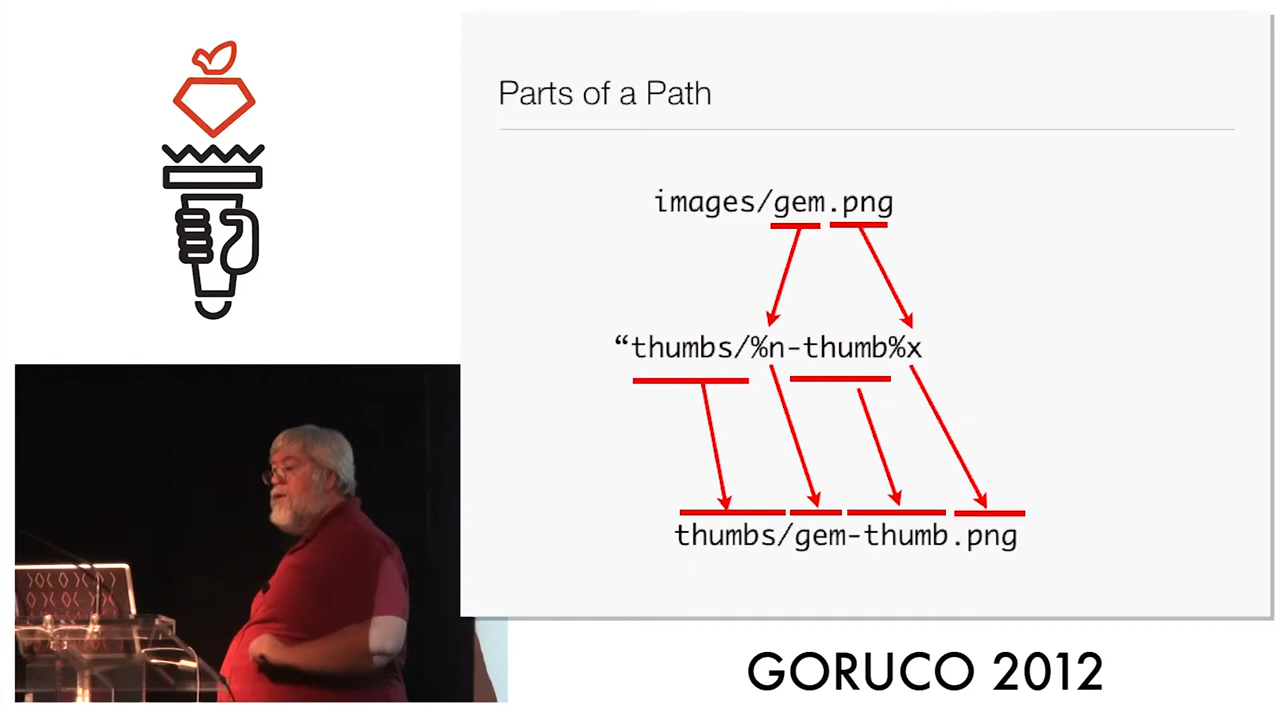 Parts of a Path
images/gem.png
“thumbs/%n-thumb%x
thumbs/gem-thumb.png
GORUCO 2012